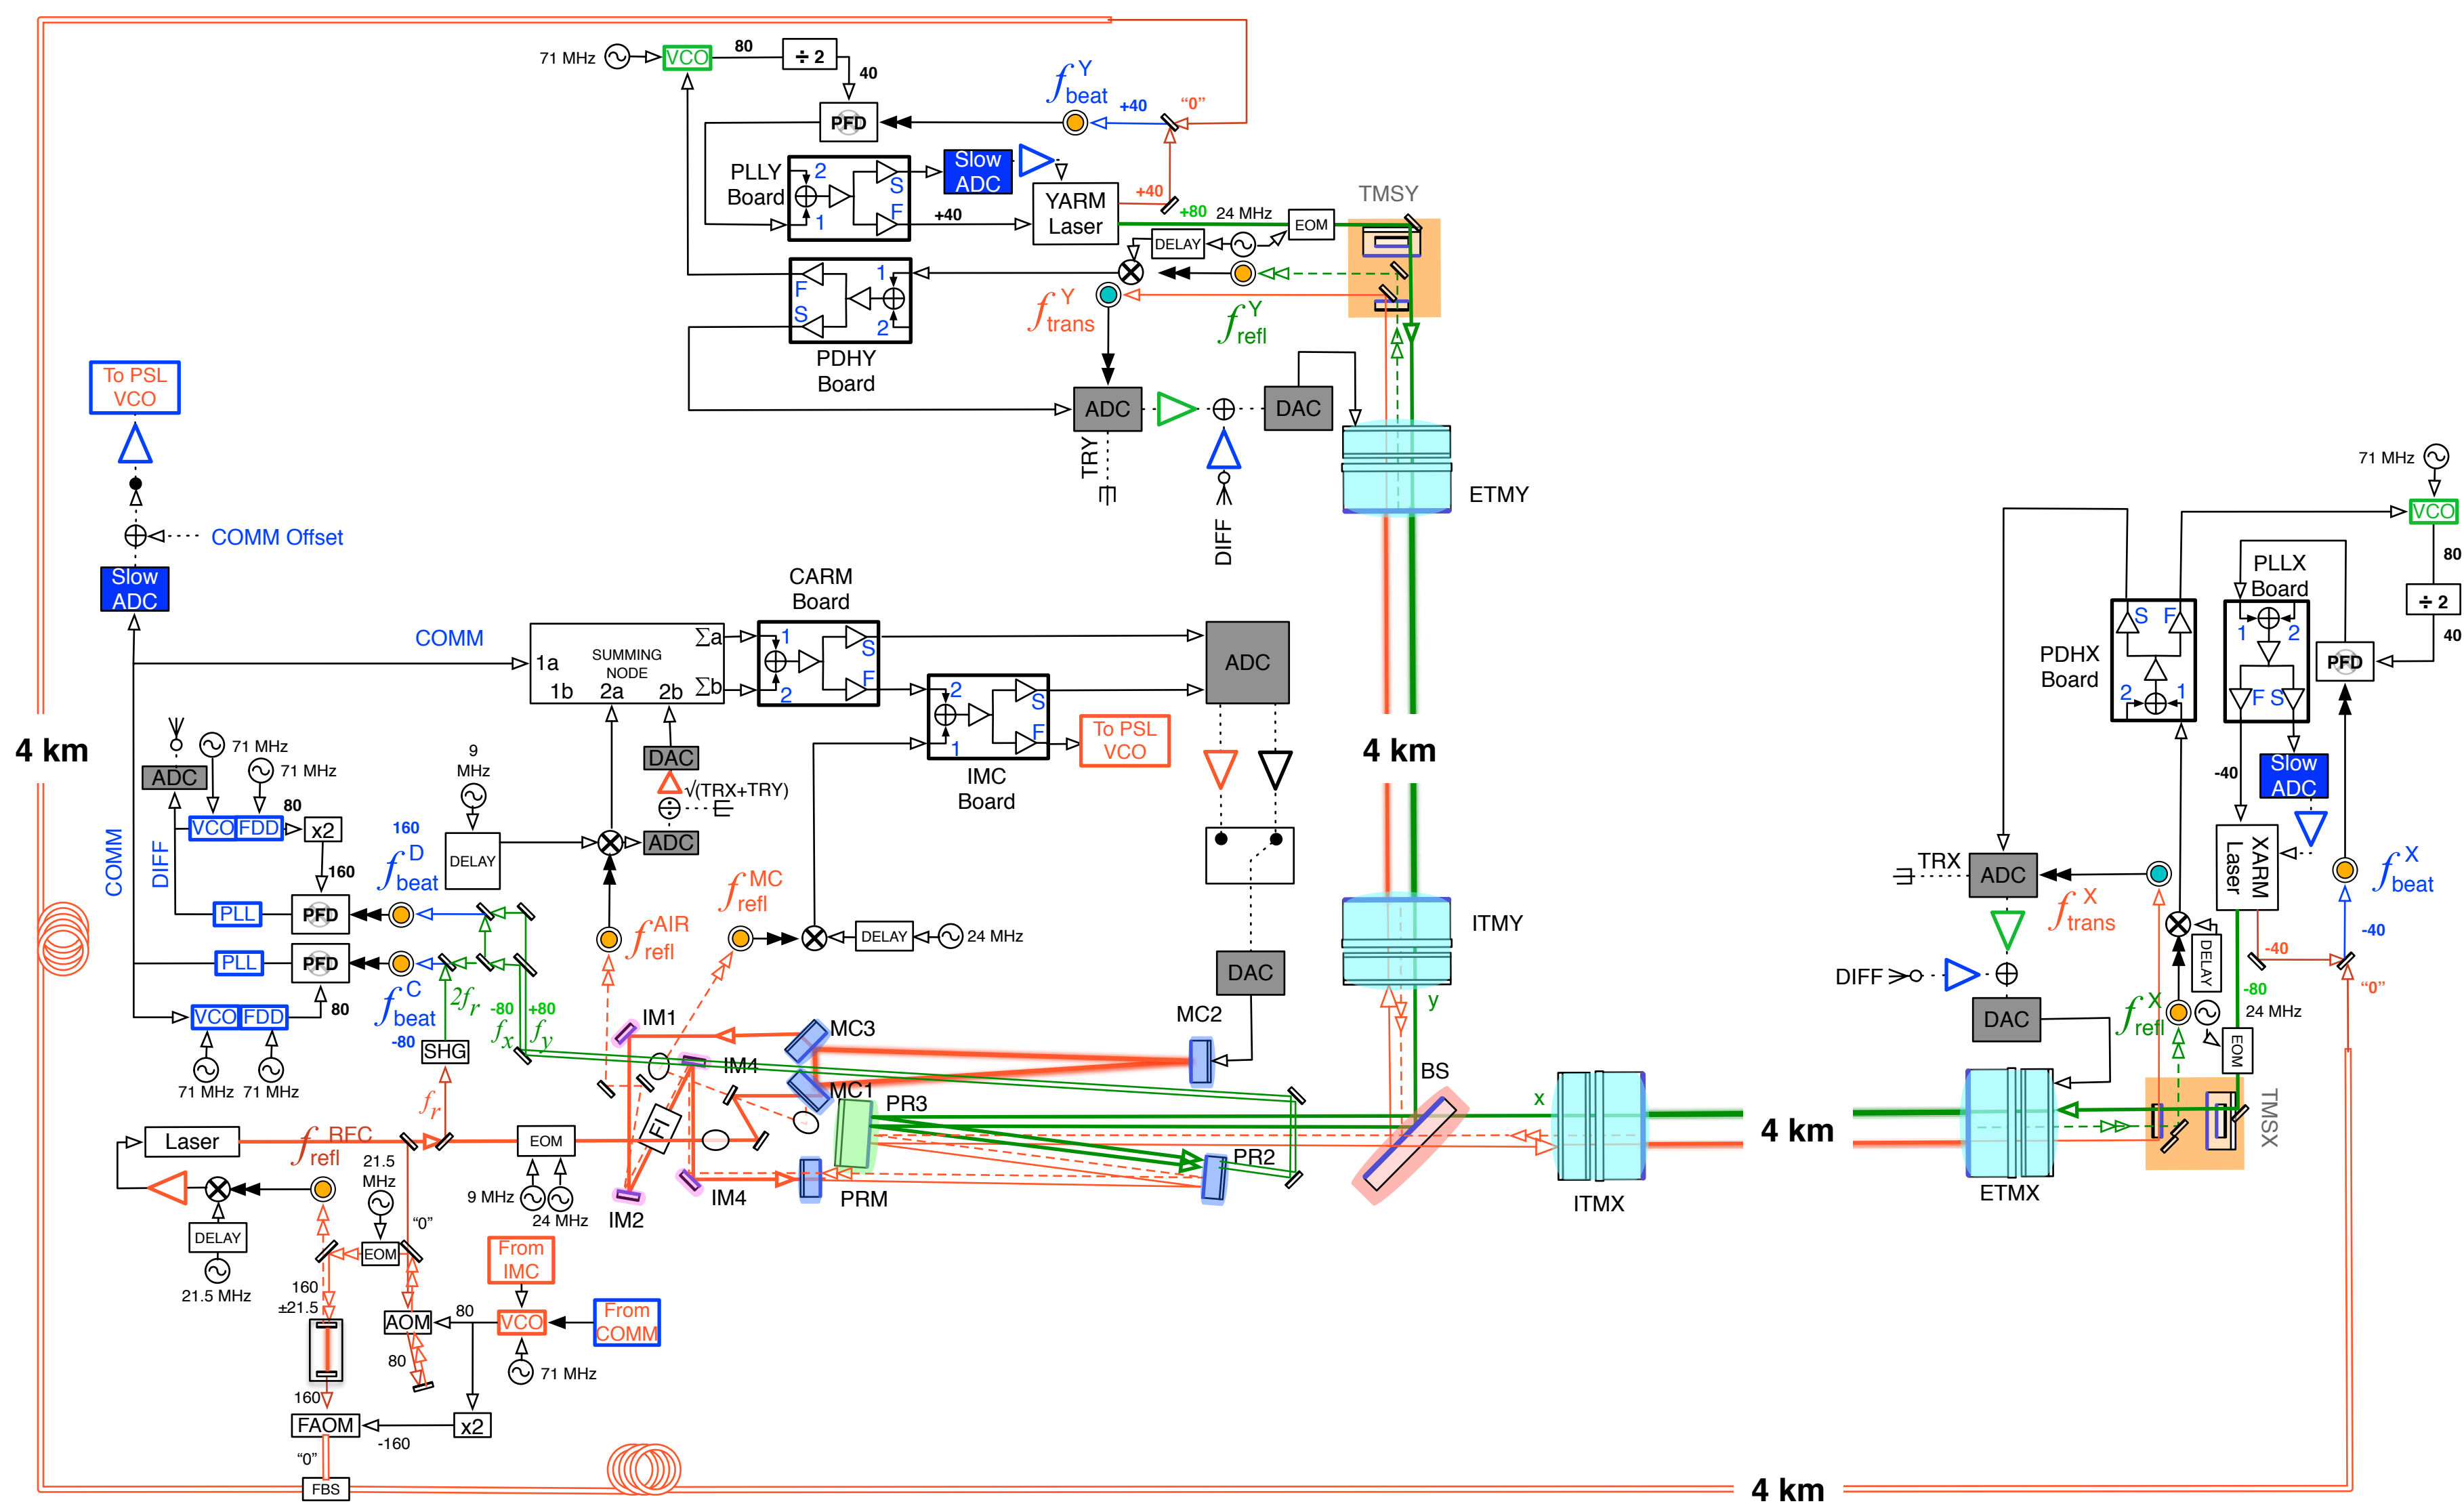 71 MHz
VCO
80
÷ 2
40
PFD
f beat Y
+40
"0"
PLLY
Board
2
1
S
F
Slow
ADC
+40
YARM
Laser
+40
+80
24 MHz
EOM
TMSY
DELAY
F
S
1
2
PDHY
Board
f trans Y
f refl Y
ADC
DAC
TRY
DIFF
ETMY
4 km
To PSL
VCO
COMM Offset
Slow
ADC
COMM
1a
SUMMING
NODE
1b
2a
2b
Σa
Σb
CARM
Board
1
2
S
F
2
1
S
F
IMC
Board
To PSL
VCO
ADC
4 km
71 MHz
ADC
71 MHz
VCO
FDD
80
x2
160
COMM
DIFF
160
f beat D
PLL
PFD
PLL
PFD
f beat C
-80
VCO
FDD
80
71 MHz
71 MHz
9
MHz
DELAY
DAC
√(TRX+TRY)
ADC
f refl AIR
f refl MC
DELAY
24 MHz
DAC
ITMY
y
2fr
-80
+80
fx
fy
SHG
fr
IM1
MC3
MC2
IM4
MC1
FI
PR3
PR2
BS
x
ITMX
4 km
IM2
IM4
PRM
Laser
f refl RFC
EOM
9 MHz
24 MHz
21.5
MHz
DELAY
21.5 MHz
"0"
EOM
160
±21.5
AOM
80
80
VCO
From
IMC
From
COMM
71 MHz
160
FAOM
-160
x2
"0"
FBS
4 km
71 MHz
VCO
80
÷ 2
40
PLLX
Board
1
2
F
S
PFD
PDHX
Board
S
F
2
1
-40
Slow
ADC
XARM
Laser
TRX
ADC
f trans X
f beat X
-40
-40
"0"
DELAY
DIFF
DAC
f refl X
-80
24 MHz
EOM
ETMX
TMSX